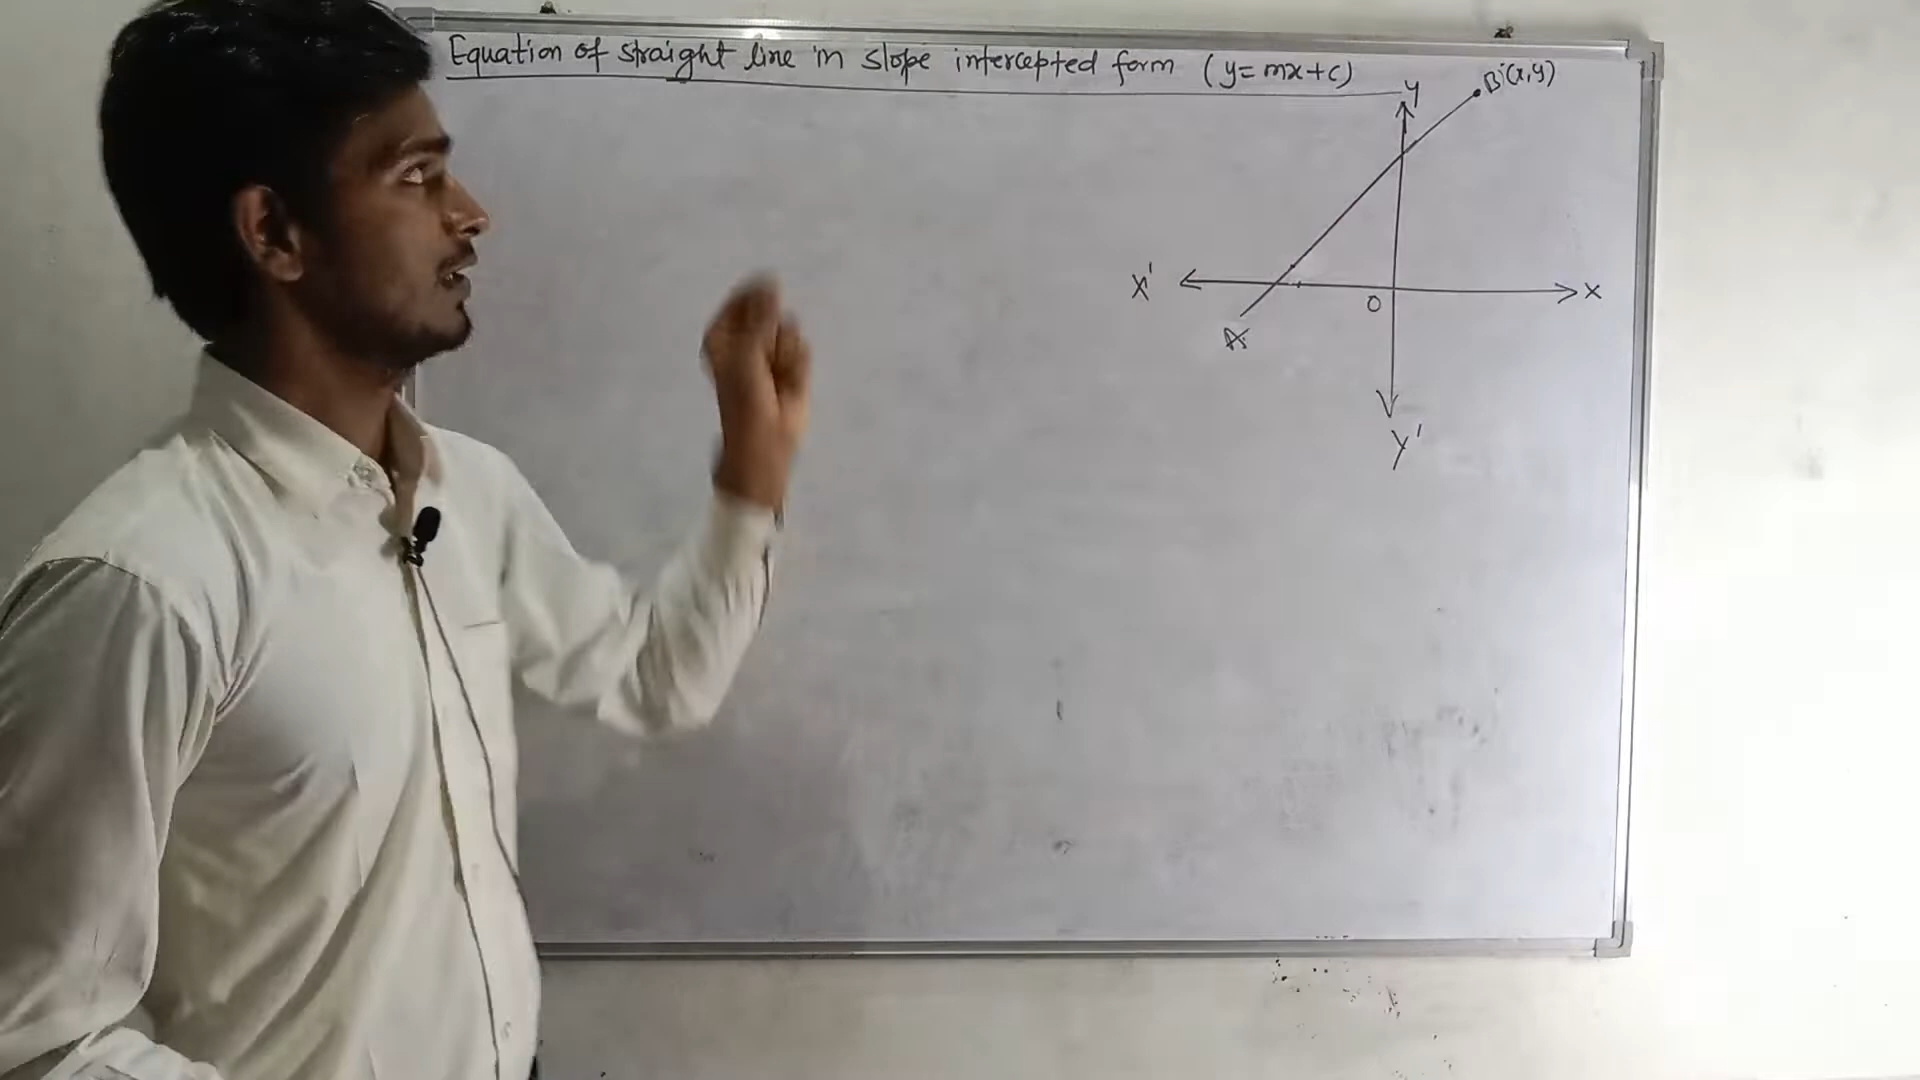 Equation of straight line in slope intercepted form (y=mx+c)
y
B(x,y)
X'
O
X
A
Y'